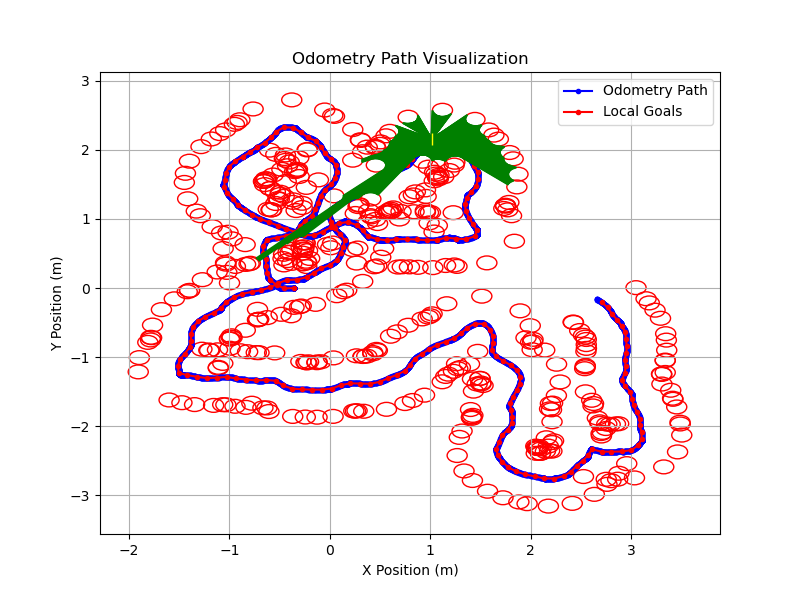 Odometry Path Visualization
Odometry Path
Local Goals
Y Position (m)
3
2
1
0
−1
−2
−3
−2
−1
0
1
2
3
X Position (m)